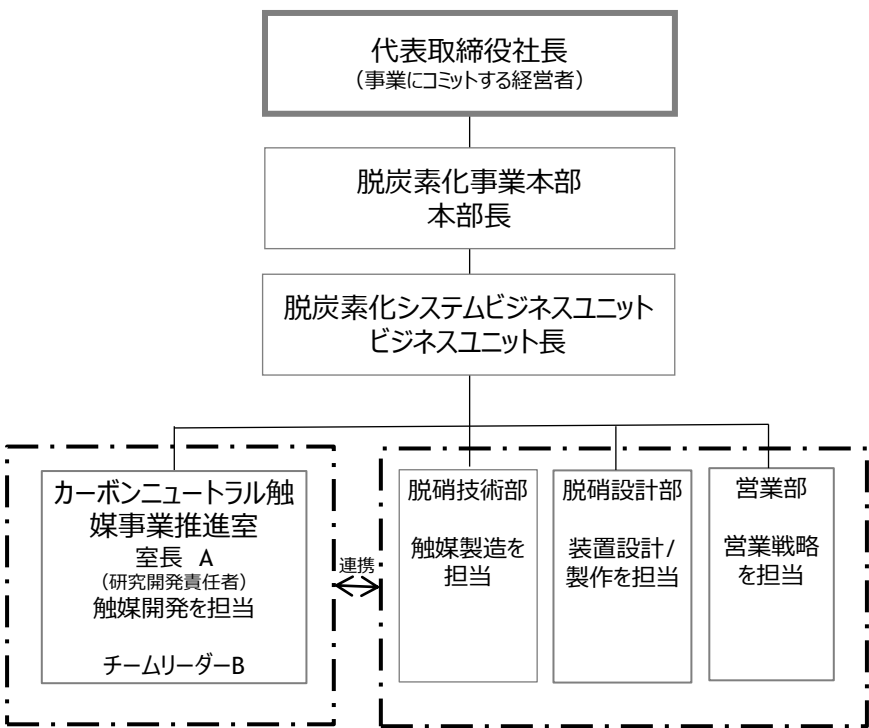 代表取締役社長
（事業にコミットする経営者）
脱炭素化事業本部
本部長
脱炭素化システムビジネスユニット
ビジネスユニット長
カーボンニュートラル触
媒事業推進室
室長　A
（研究開発責任者）
触媒開発を担当
チームリーダーB
連携
脱硝技術部
触媒製造を
担当
脱硝設計部
装置設計/
製作を担当
営業部
営業戦略
を担当